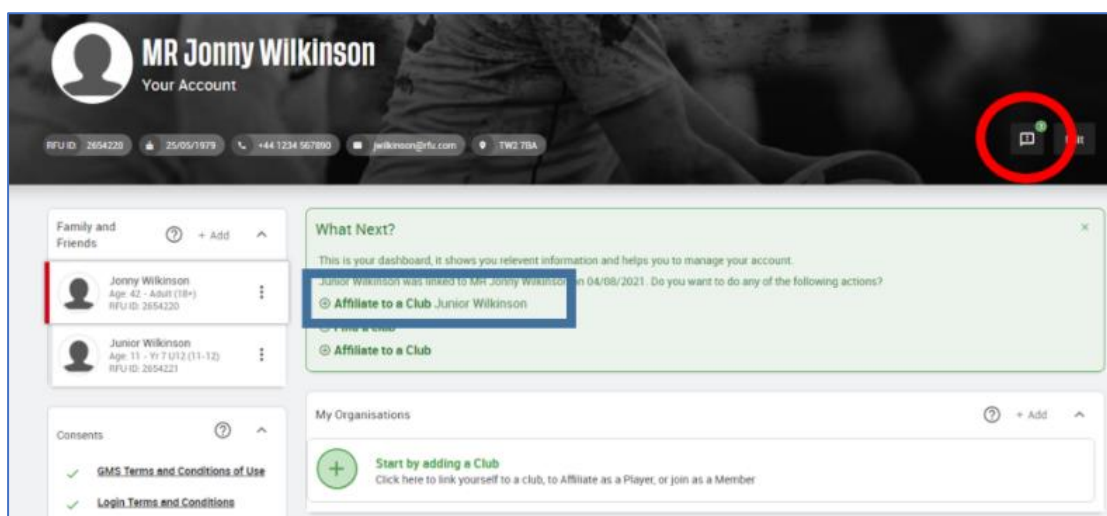 MR Jonny Wilkinson
Your Account
RFU ID: 2654220 25/05/1979 +44 1234 567890 jwilkinson@rfu.com TW2 7BA
Family and Friends
+ Add
Jonny Wilkinson
Age: 42 - Adult (18+)
RFU ID: 2654220
Junior Wilkinson
Age: 11 - Yr 7 U12 (11-12)
RFU ID: 2654221
Consents
GMS Terms and Conditions of Use
Login Terms and Conditions
What Next?
This is your dashboard, it shows you relevent information and helps you to manage your account.
Junior Wilkinson was linked to MR Jonny Wilkinson on 04/08/2021. Do you want to do any of the following actions?
Affiliate to a Club Junior Wilkinson
Find a Club
Affiliate to a Club
My Organisations
+ Add
Start by adding a Club
Click here to link yourself to a club, to Affiliate as a Player, or join as a Member